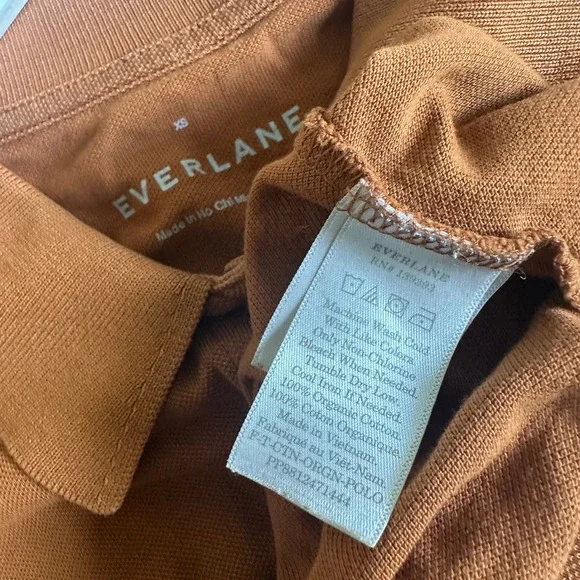 XS
EVERLANE
Made in Ho Chi
EVERLANE
RN# 139393
Machine Wash Cold
With Like Colors.
Only Non-Chlorine
Bleach When Needed.
Tumble Dry Low.
Cool Iron If Needed.
100% Organic Cotton.
100% Coton Organique.
Made in Vietnam.
Fabriqué au Viêt-Nam.
F-T-CTN-ORGN-POLO
PP8612471444